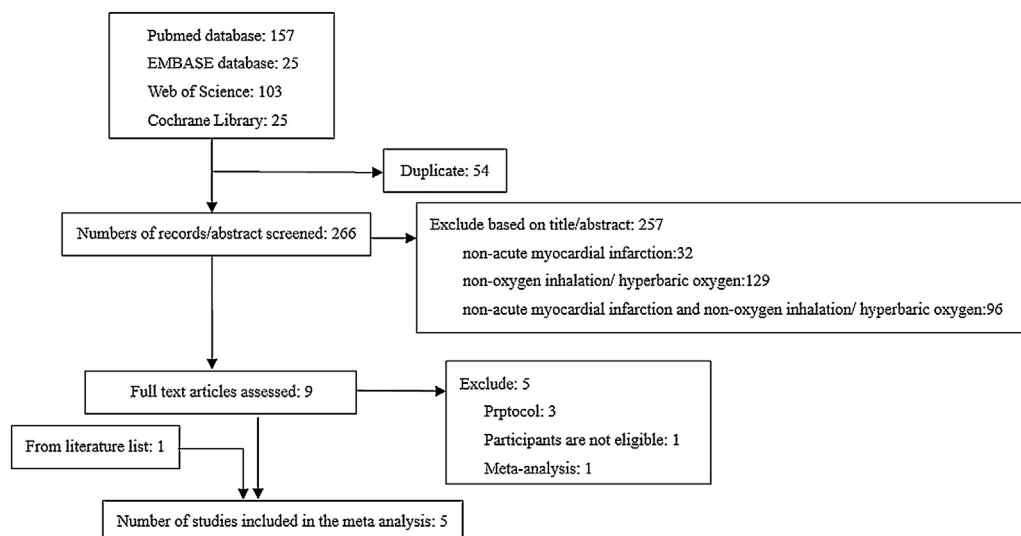 Pubmed database: 157
EMBASE database: 25
Web of Science: 103
Cochrane Library: 25
Duplicate: 54
Numbers of records/abstract screened: 266
Exclude based on title/abstract: 257
non-acute myocardial infarction:32
non-oxygen inhalation/ hyperbaric oxygen:129
non-acute myocardial infarction and non-oxygen inhalation/ hyperbaric oxygen:96
Full text articles assessed: 9
Exclude: 5
Prptocol: 3
Participants are not eligible: 1
Meta-analysis: 1
From literature list: 1
Number of studies included in the meta analysis: 5